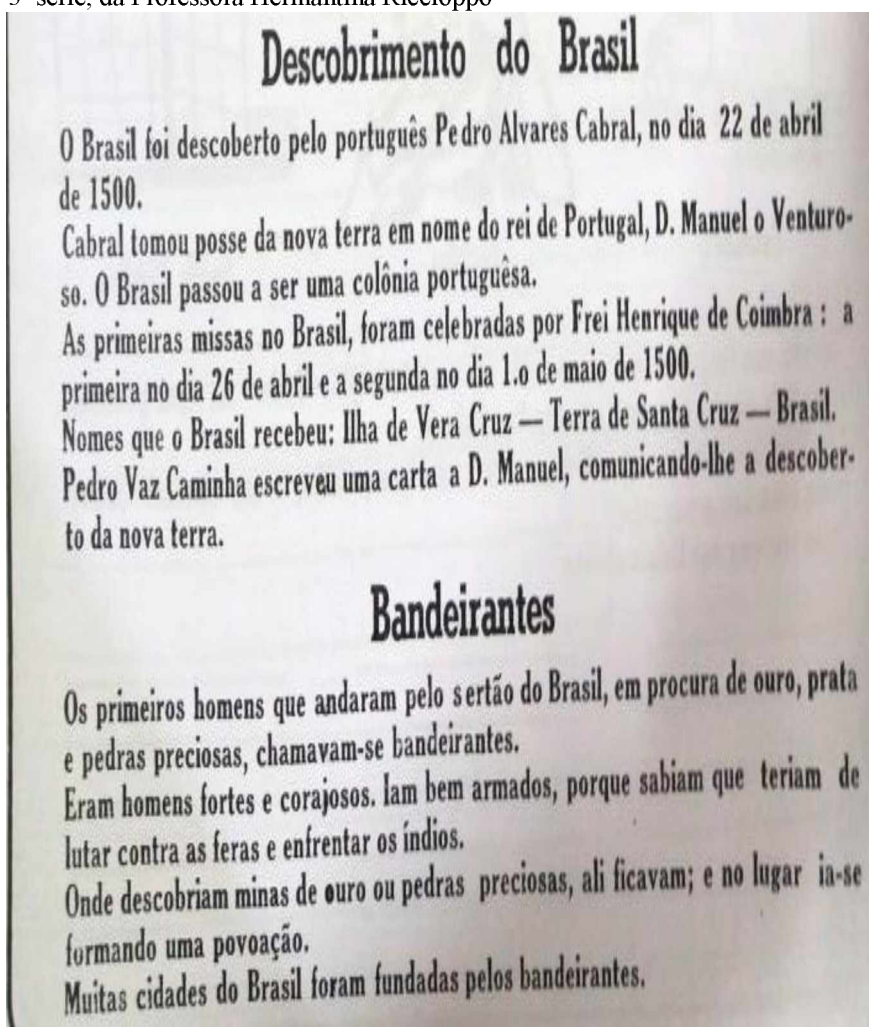 3ª série, da Professora Hermantina Riccioppo
Descobrimento do Brasil
O Brasil foi descoberto pelo português Pedro Alvares Cabral, no dia 22 de abril
de 1500.
Cabral tomou posse da nova terra em nome do rei de Portugal, D. Manuel o Venturo-
so. O Brasil passou a ser uma colônia portuguêsa.
As primeiras missas no Brasil, foram celebradas por Frei Henrique de Coimbra : a
primeira no dia 26 de abril e a segunda no dia 1.o de maio de 1500.
Nomes que o Brasil recebeu: Ilha de Vera Cruz — Terra de Santa Cruz — Brasil.
Pedro Vaz Caminha escreveu uma carta a D. Manuel, comunicando-lhe a descober-
to da nova terra.
Bandeirantes
Os primeiros homens que andaram pelo sertão do Brasil, em procura de ouro, prata
e pedras preciosas, chamavam-se bandeirantes.
Eram homens fortes e corajosos. Iam bem armados, porque sabiam que teriam de
lutar contra as feras e enfrentar os índios.
Onde descobriam minas de ouro ou pedras preciosas, ali ficavam; e no lugar ia-se
formando uma povoação.
Muitas cidades do Brasil foram fundadas pelos bandeirantes.